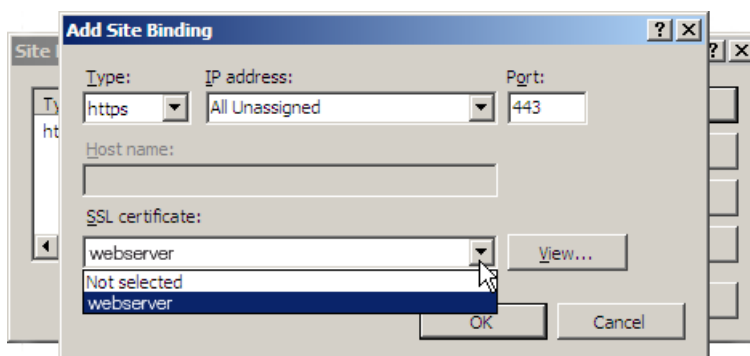 Add Site Binding
Site
Type: IP address: Port:
https All Unassigned 443
Host name:
SSL certificate:
webserver View...
Not selected
webserver
OK Cancel